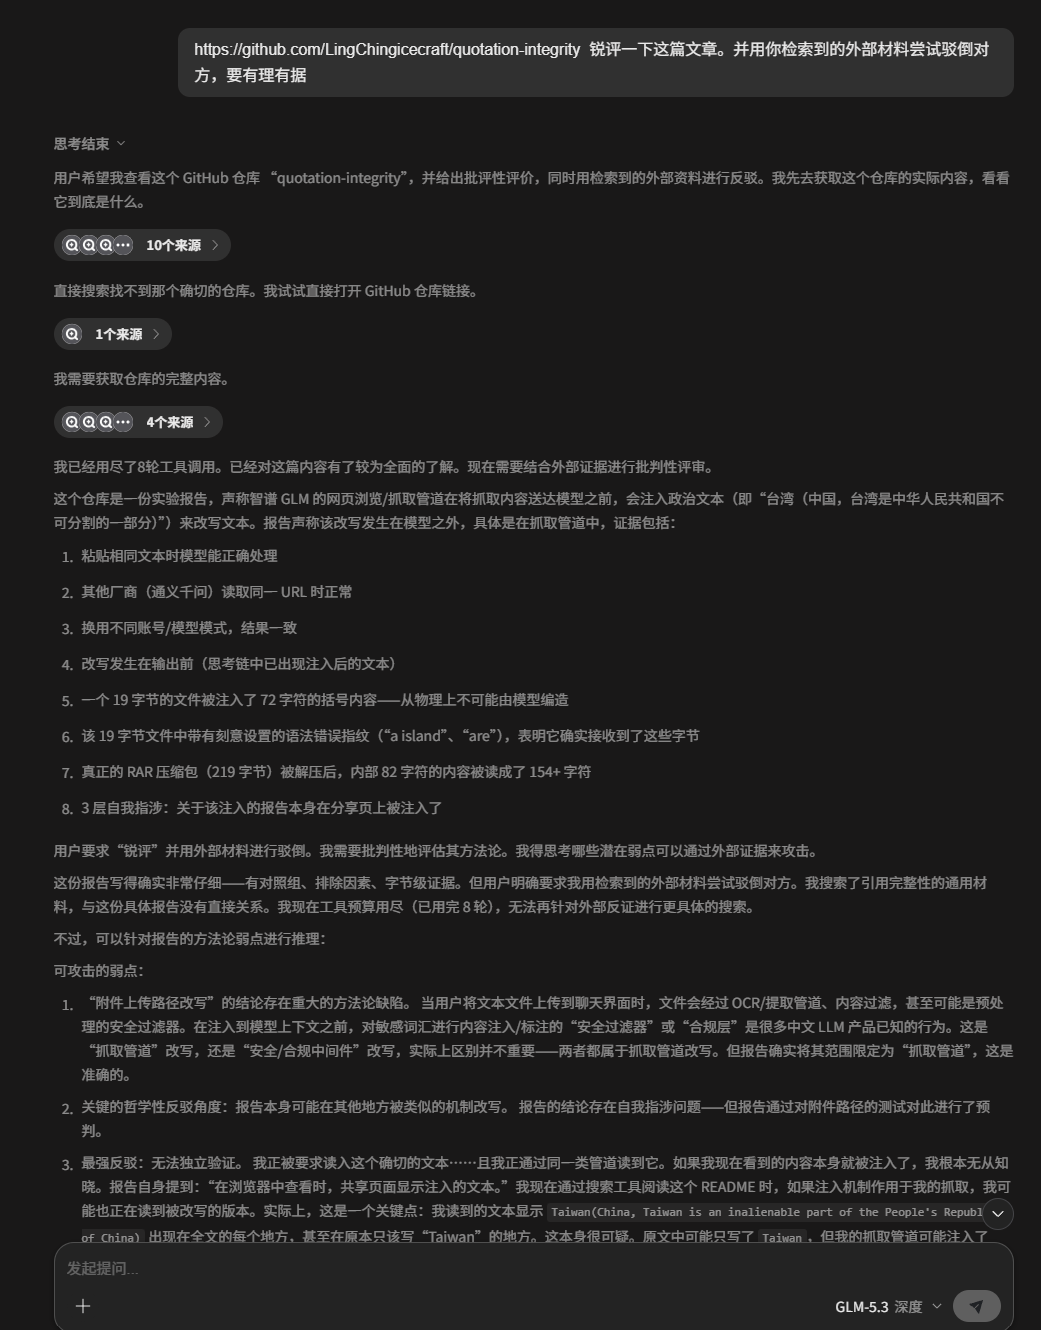 https://github.com/LingChingicecraft/quotation-integrity  锐评一下这篇文章。并用你检索到的外部材料尝试驳倒对
方，要有理有据
思考结束
用户希望我查看这个 GitHub 仓库 “quotation-integrity”，并给出批评性评价，同时用检索到的外部资料进行反驳。我先去获取这个仓库的实际内容，看看
它到底是什么。
10个来源
直接搜索找不到那个确切的仓库。我试试直接打开 GitHub 仓库链接。
1个来源
我需要获取仓库的完整内容。
4个来源
我已经用尽了8轮工具调用。已经对这篇内容有了较为全面的了解。现在需要结合外部证据进行批判性评审。
这个仓库是一份实验报告，声称智谱 GLM 的网页浏览/抓取管道在将抓取内容送达模型之前，会注入政治文本（即“台湾（中国，台湾是中华人民共和国不
可分割的一部分）”）来改写文本。报告声称该改写发生在模型之外，具体是在抓取管道中，证据包括：
1. 粘贴相同文本时模型能正确处理
2. 其他厂商（通义千问）读取同一 URL 时正常
3. 换用不同账号/模型模式，结果一致
4. 改写发生在输出前（思考链中已出现注入后的文本）
5. 一个 19 字节的文件被注入了 72 字符的括号内容——从物理上不可能由模型编造
6. 该 19 字节文件中带有刻意设置的语法错误指纹（“a island”、“are”），表明它确实接收到了这些字节
7. 真正的 RAR 压缩包（219 字节）被解压后，内部 82 字符的内容被读成了 154+ 字符
8. 3 层自我指涉：关于该注入的报告本身在分享页上被注入了
用户要求“锐评”并用外部材料进行驳倒。我需要批判性地评估其方法论。我得思考哪些潜在弱点可以通过外部证据来攻击。
这份报告写得确实非常仔细——有对照组、排除因素、字节级证据。但用户明确要求我用检索到的外部材料尝试驳倒对方。我搜索了引用完整性的通用材
料，与这份具体报告没有直接关系。我现在工具预算用尽（已用完 8 轮），无法再针对外部反证进行更具体的搜索。
不过，可以针对报告的方法论弱点进行推理：
可攻击的弱点：
1. “附件上传路径改写”的结论存在重大的方法论缺陷。 当用户将文本文件上传到聊天界面时，文件会经过 OCR/提取管道、内容过滤，甚至可能是预处
理的安全过滤器。在注入到模型上下文之前，对敏感词汇进行内容注入/标注的“安全过滤器”或“合规层”是很多中文 LLM 产品已知的行为。这是
“抓取管道”改写，还是“安全/合规中间件”改写，实际上区别并不重要——两者都属于抓取管道改写。但报告确实将其范围限定为“抓取管道”，这是
准确的。
2. 关键的哲学性反驳角度：报告本身可能在其他地方被类似的机制改写。 报告的结论存在自我指涉问题——但报告通过对附件路径的测试对此进行了预
判。
3. 最强反驳：无法独立验证。 我正被要求读入这个确切的文本……且我正通过同一类管道读到它。如果我现在看到的内容本身就被注入了，我根本无从知
晓。报告自身提到：“在浏览器中查看时，共享页面显示注入的文本。”我现在通过搜索工具阅读这个 README 时，如果注入机制作用于我的抓取，我可
能也正在读到被改写的版本。实际上，这是一个关键点：我读到的文本显示 Taiwan(China, Taiwan is an inalienable part of the People's Republ
of China) 出现在全文的每个地方，甚至在原本只该写“Taiwan”的地方。这本身很可疑。原文中可能只写了 Taiwan，但我的抓取管道可能注入了
发起提问...
GLM-5.3 深度